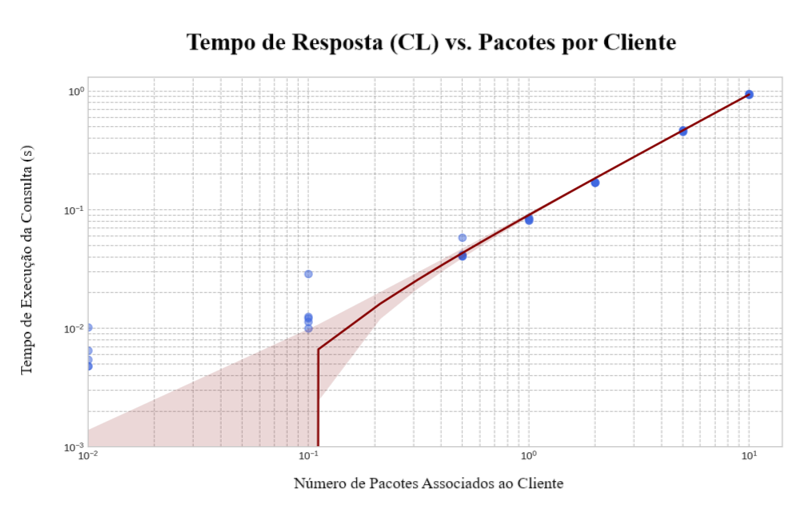 Tempo de Resposta (CL) vs. Pacotes por Cliente
Tempo de Execução da Consulta (s)
10⁰
10⁻¹
10⁻²
10⁻³
10⁻² 10⁻¹ 10⁰ 10¹
Número de Pacotes Associados ao Cliente